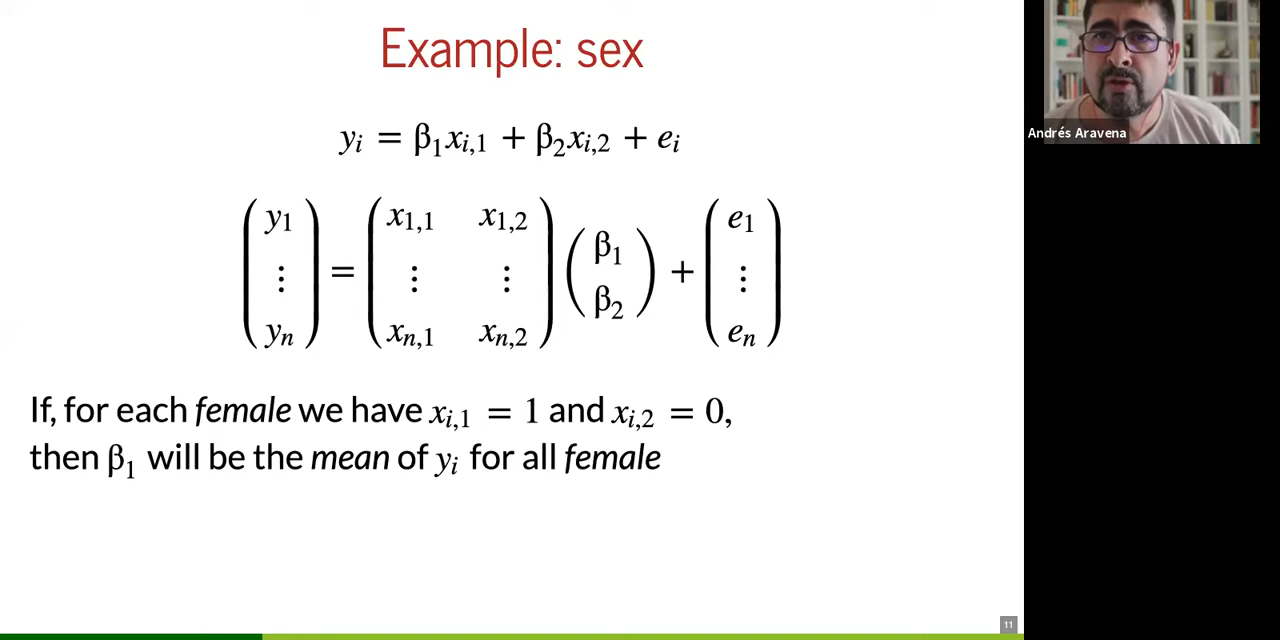 Example: sex
yᵢ = β₁xᵢ,₁ + β₂xᵢ,₂ + eᵢ
(y₁ ⋮ yₙ) = (x₁,₁ x₁,₂ ⋮ ⋮ xₙ,₁ xₙ,₂) (β₁ β₂) + (e₁ ⋮ eₙ)
If, for each female we have xᵢ,₁ = 1 and xᵢ,₂ = 0,
then β₁ will be the mean of yᵢ for all female
11
Andrés Aravena